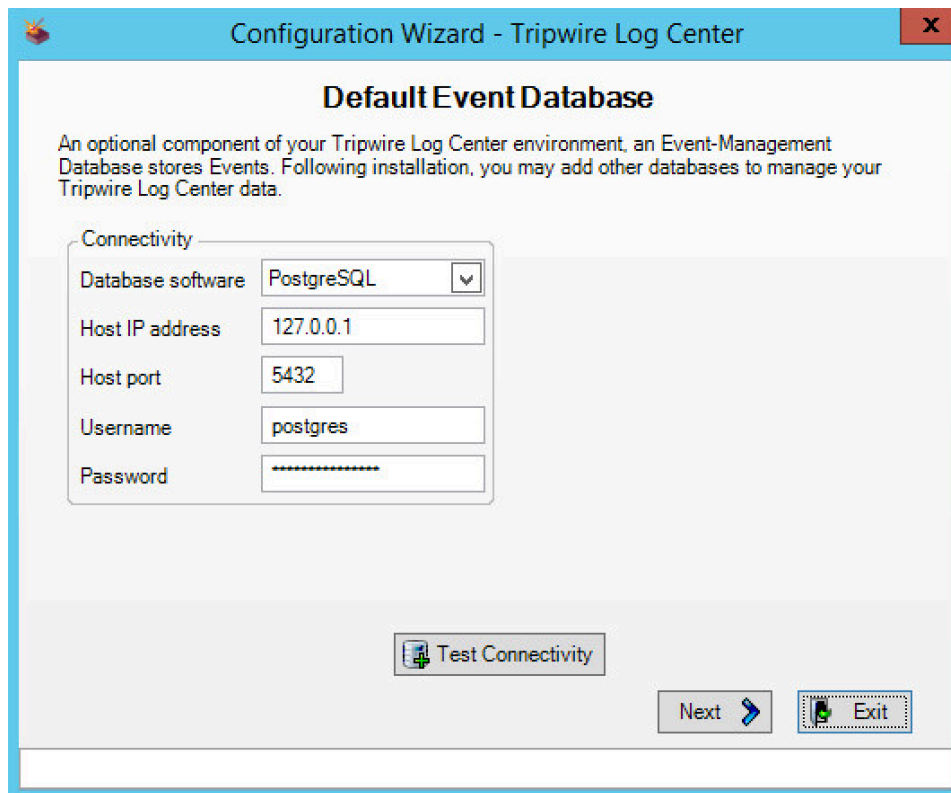 Configuration Wizard - Tripwire Log Center
x
Default Event Database
An optional component of your Tripwire Log Center environment, an Event-Management
Database stores Events. Following installation, you may add other databases to manage your
Tripwire Log Center data.
Connectivity
Database software PostgreSQL
Host IP address 127.0.0.1
Host port 5432
Username postgres
Password ***************
Test Connectivity
Next Exit